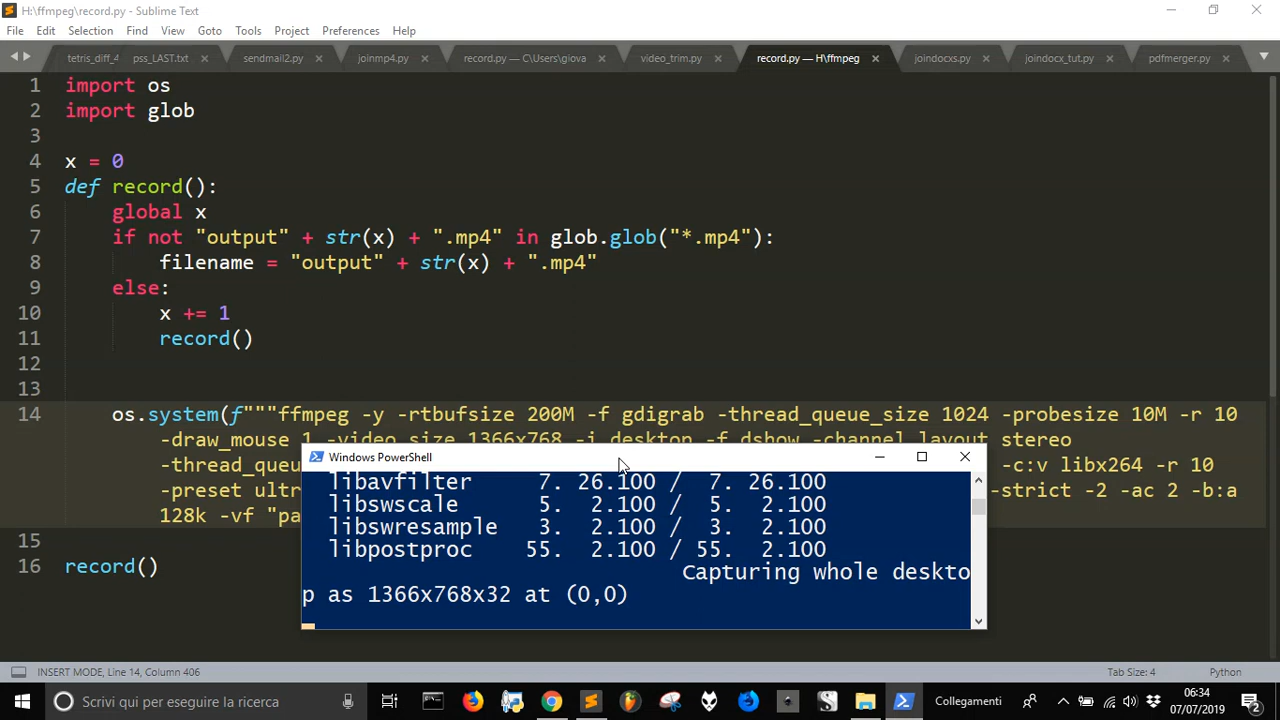 H:\ffmpeg\record.py - Sublime Text
File Edit Selection Find View Goto Tools Project Preferences Help
tetris_diff_4 pss_LAST.txt sendmail2.py joinmp4.py record.py — C:\Users\giova video_trim.py record.py — H:\ffmpeg joindocxs.py joindocx_tut.py pdfmerger.py
1 import os
2 import glob
3
4 x = 0
5 def record():
6 global x
7 if not "output" + str(x) + ".mp4" in glob.glob("*.mp4"):
8 filename = "output" + str(x) + ".mp4"
9 else:
10 x += 1
11 record()
12
13
14 os.system(f"""ffmpeg -y -rtbufsize 200M -f gdigrab -thread_queue_size 1024 -probesize 10M -r 10
-draw_mouse 1 -video_size 1366x768 -i desktop -f dshow -channel_layout stereo
-thread_queu -c:v libx264 -r 10
-preset ultr -strict -2 -ac 2 -b:a
128k -vf "pa
15
16 record()
Windows PowerShell
libavfilter 7. 26.100 / 7. 26.100
libswscale 5. 2.100 / 5. 2.100
libswresample 3. 2.100 / 3. 2.100
libpostproc 55. 2.100 / 55. 2.100
Capturing whole deskto
p as 1366x768x32 at (0,0)
INSERT MODE, Line 14, Column 406 Tab Size: 4 Python
Scrivi qui per eseguire la ricerca Collegamenti 06:34
07/07/2019
2